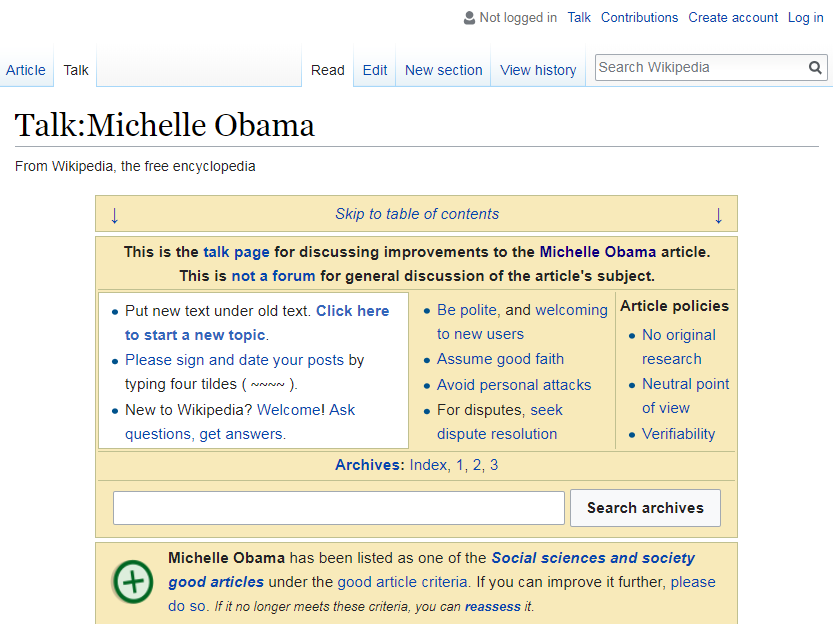 Not logged in Talk Contributions Create account Log in
Article Talk Read Edit New section View history Search Wikipedia
Talk:Michelle Obama
From Wikipedia, the free encyclopedia
↓ Skip to table of contents ↓
This is the talk page for discussing improvements to the Michelle Obama article.
This is not a forum for general discussion of the article's subject.
• Put new text under old text. Click here
to start a new topic.
• Please sign and date your posts by
typing four tildes ( ~~~~ ).
• New to Wikipedia? Welcome! Ask
questions, get answers.
• Be polite, and welcoming
to new users
• Assume good faith
• Avoid personal attacks
• For disputes, seek
dispute resolution
Article policies
• No original
research
• Neutral point
of view
• Verifiability
Archives: Index, 1, 2, 3
Search archives
Michelle Obama has been listed as one of the Social sciences and society
good articles under the good article criteria. If you can improve it further, please
do so. If it no longer meets these criteria, you can reassess it.